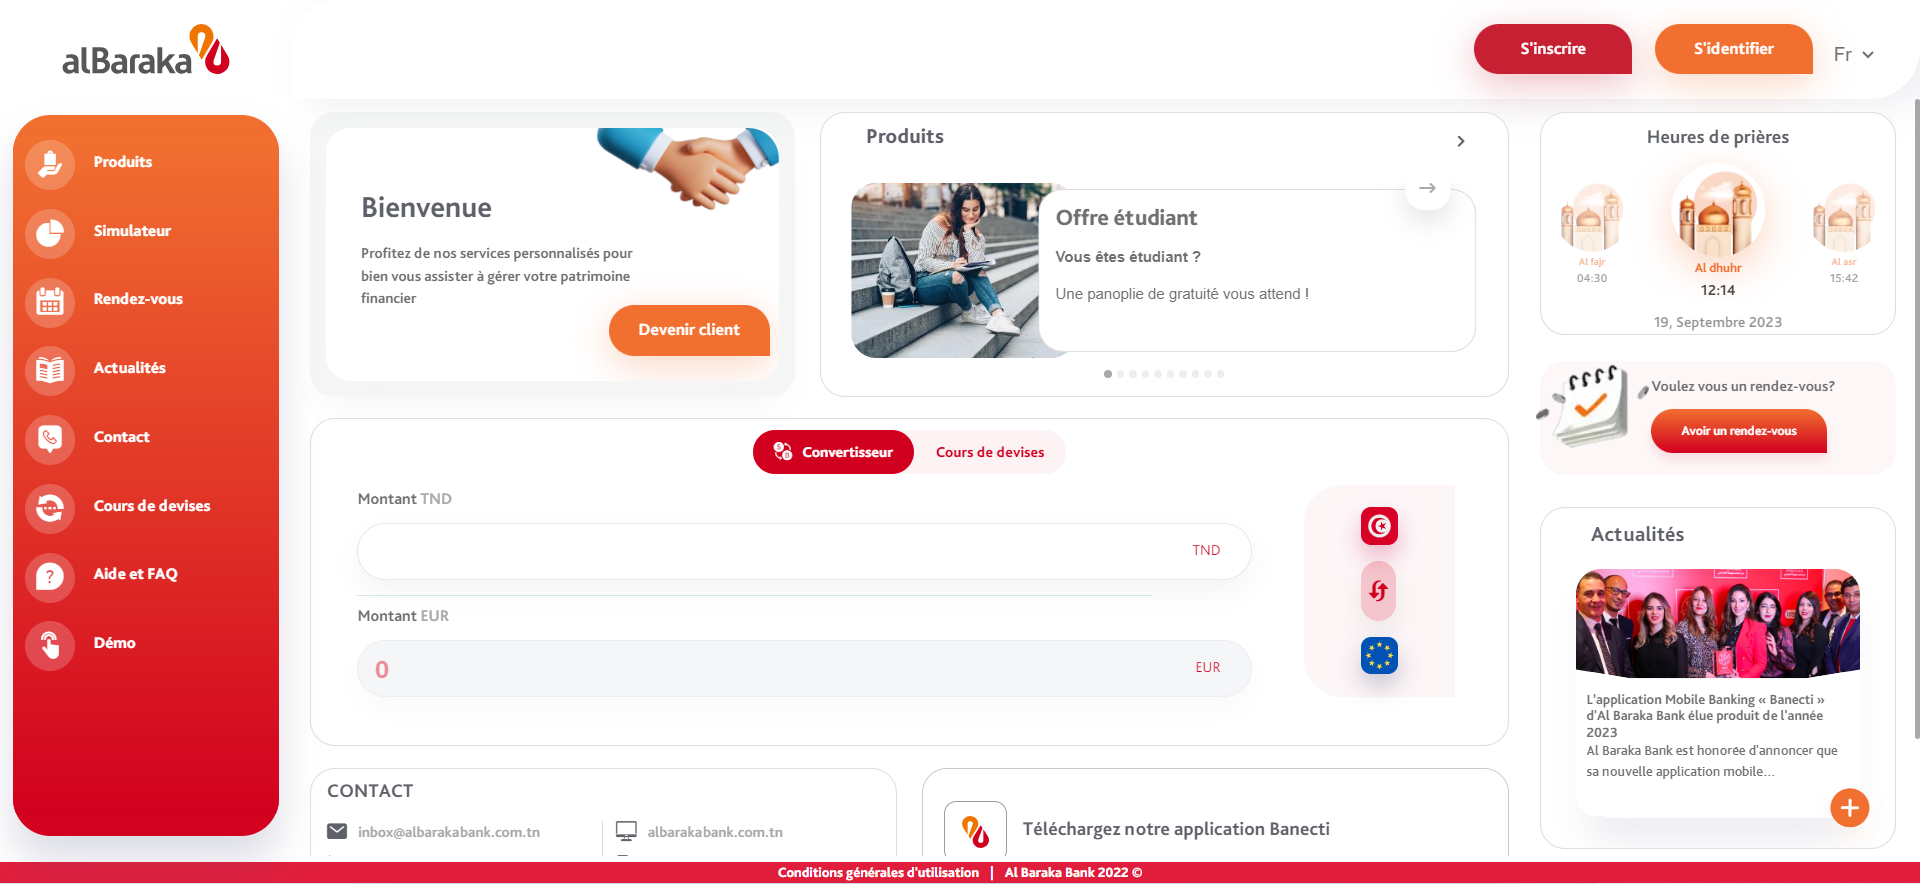 alBaraka
S'inscrire
S'identifier
Fr
Produits
Simulateur
Rendez-vous
Actualités
Contact
Cours de devises
Aide et FAQ
Démo
Bienvenue
Profitez de nos services personnalisés pour
bien vous assister à gérer votre patrimoine
financier
Devenir client
Produits
Offre étudiant
Vous êtes étudiant ?
Une panoplie de gratuité vous attend !
Heures de prières
Al fajr
04:30
Al dhuhr
12:14
Al asr
15:42
19, Septembre 2023
Voulez vous un rendez-vous?
Avoir un rendez-vous
Convertisseur
Cours de devises
Montant TND
TND
Montant EUR
0
EUR
Actualités
L'application Mobile Banking « Banecti »
d'Al Baraka Bank élue produit de l'année
2023
Al Baraka Bank est honorée d'annoncer que
sa nouvelle application mobile...
CONTACT
inbox@albarakabank.com.tn
albarakabank.com.tn
Téléchargez notre application Banecti
Conditions générales d'utilisation | Al Baraka Bank 2022 ©